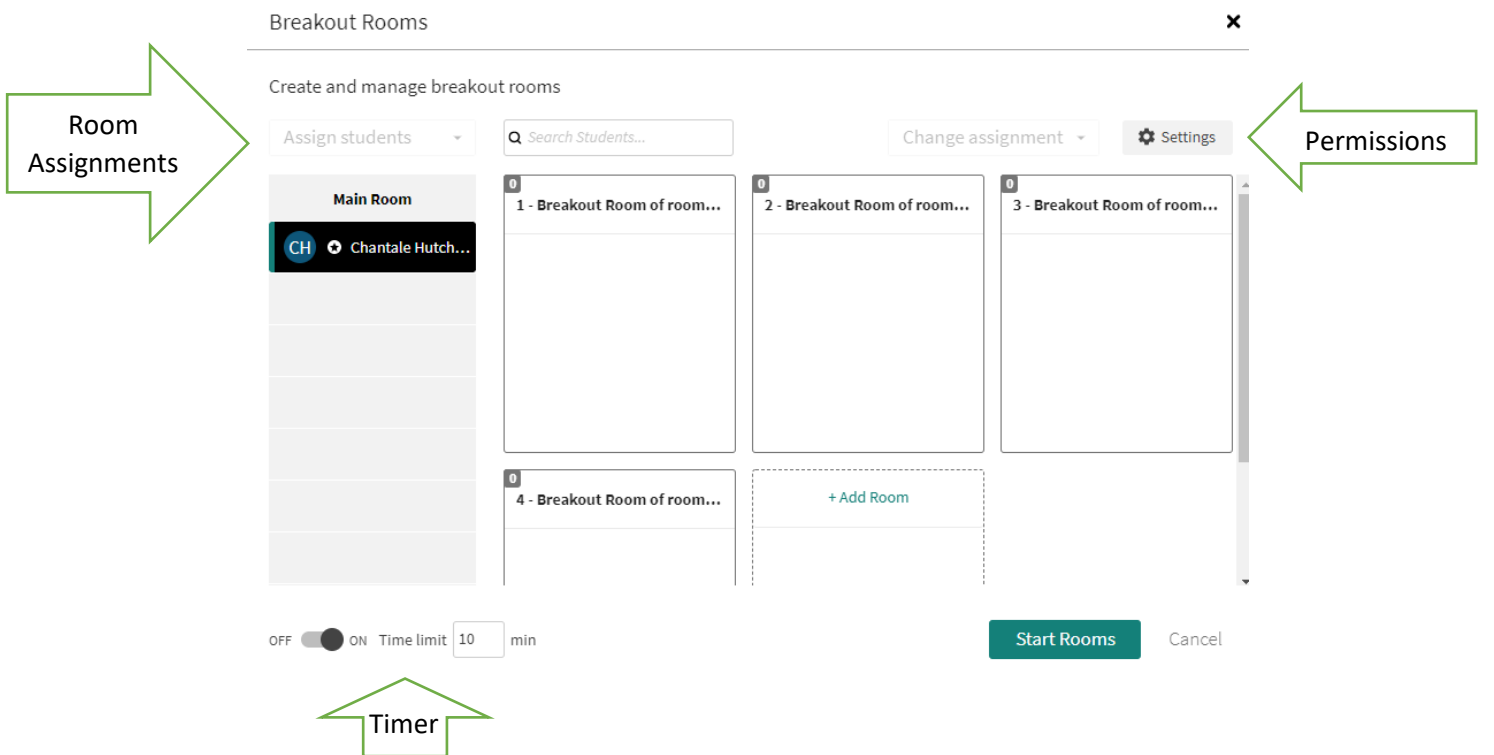 Breakout Rooms
Create and manage breakout rooms
Room
Assignments
Assign students
Search Students...
Change assignment
Settings
Permissions
Main Room
CH Chantale Hutch...
0
1 - Breakout Room of room...
0
2 - Breakout Room of room...
0
3 - Breakout Room of room...
0
4 - Breakout Room of room...
+ Add Room
OFF ON Time limit 10 min
Start Rooms
Cancel
Timer